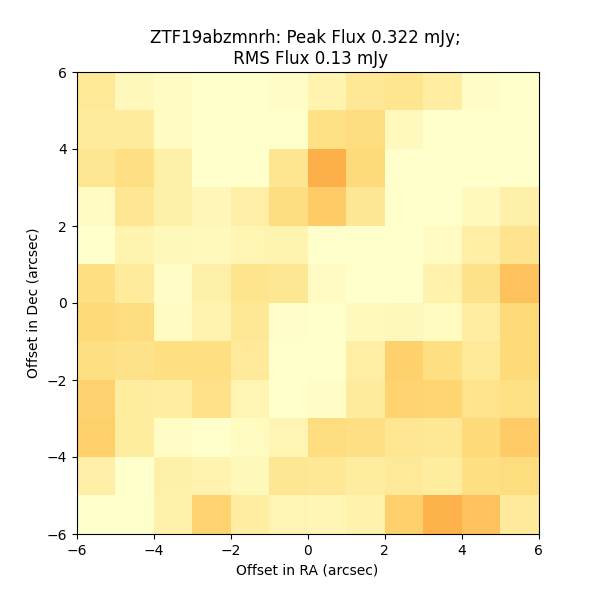 ZTF19abzmnrh: Peak Flux 0.322 mJy;
RMS Flux 0.13 mJy
6
4
2
0
−2
−4
−6
Offset in Dec (arcsec)
−6 −4 −2 0 2 4 6
Offset in RA (arcsec)